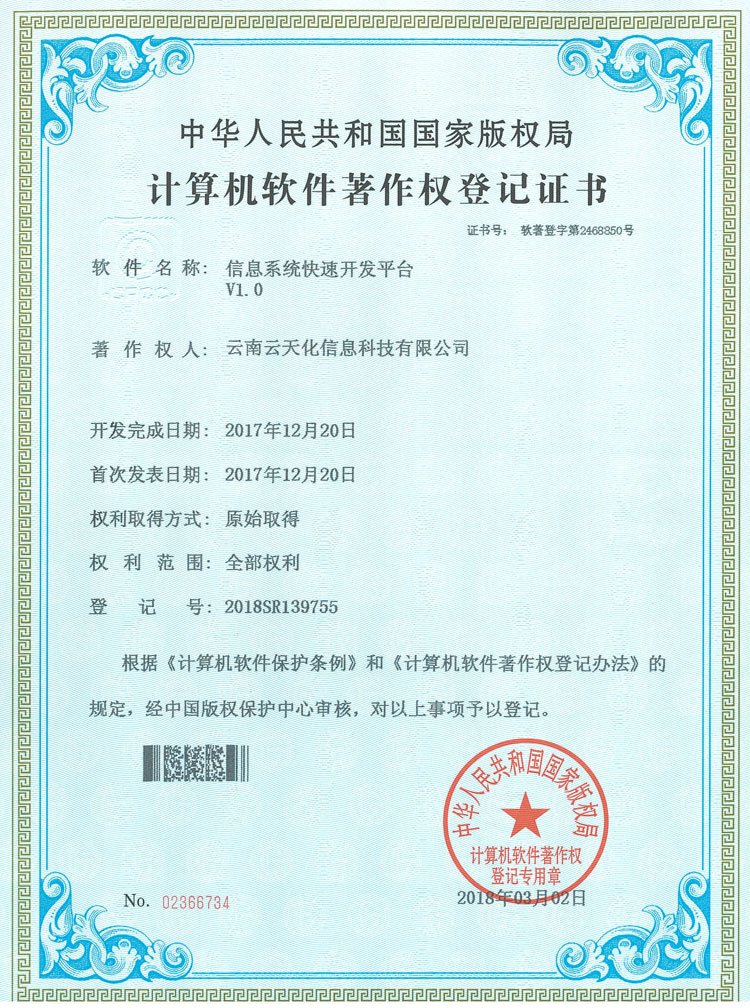 中华人民共和国国家版权局
计算机软件著作权登记证书
证书号： 软著登字第2468850号
软件名称： 信息系统快速开发平台
V1.0
著作权人： 云南云天化信息科技有限公司
开发完成日期： 2017年12月20日
首次发表日期： 2017年12月20日
权利取得方式： 原始取得
权利范围： 全部权利
登记号： 2018SR139755
根据《计算机软件保护条例》和《计算机软件著作权登记办法》的
规定，经中国版权保护中心审核，对以上事项予以登记。
中华人民共和国国家版权局
计算机软件著作权
登记专用章
2018年03月02日
No. 02366734